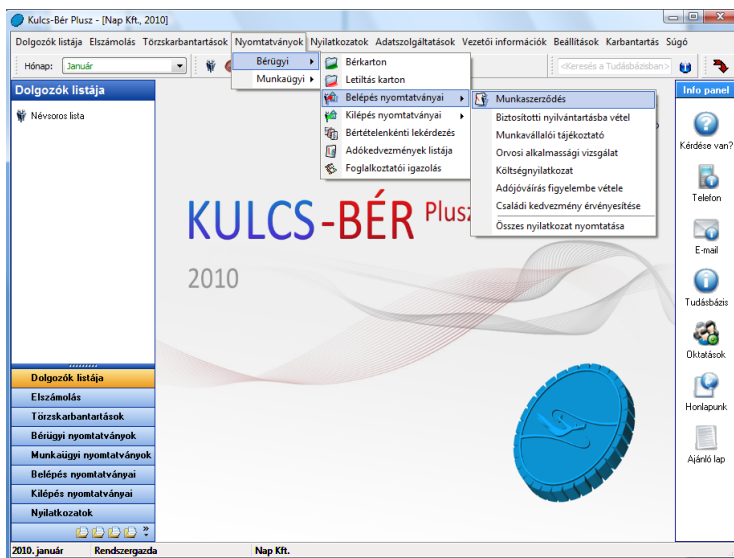 Kulcs-Bér Plusz - [Nap Kft., 2010]
Dolgozók listája Elszámolás Törzskarbantartások Nyomtatványok Nyilatkozatok Adatszolgáltatások Vezetői információk Beállítások Karbantartás Súgó
Hónap: Január
<Keresés a Tudásbázisban>
Bérügyi
Munkaügyi
Bérkarton
Letiltás karton
Belépés nyomtatványai
Kilépés nyomtatványai
Bértételenkénti lekérdezés
Adókedvezmények listája
Foglalkoztatói igazolás
Munkaszerződés
Biztosítotti nyilvántartásba vétel
Munkavállalói tájékoztató
Orvosi alkalmassági vizsgálat
Költségnyilatkozat
Adójóváírás figyelembe vétele
Családi kedvezmény érvényesítése
Összes nyilatkozat nyomtatása
Dolgozók listája
Névsoros lista
KULCS-BÉR Plusz
2010
Info panel
Kérdése van?
Telefon
E-mail
Tudásbázis
Oktatások
Honlapunk
Ajánló lap
Dolgozók listája
Elszámolás
Törzskarbantartások
Bérügyi nyomtatványok
Munkaügyi nyomtatványok
Belépés nyomtatványai
Kilépés nyomtatványai
Nyilatkozatok
2010. január Rendszergazda Nap Kft.